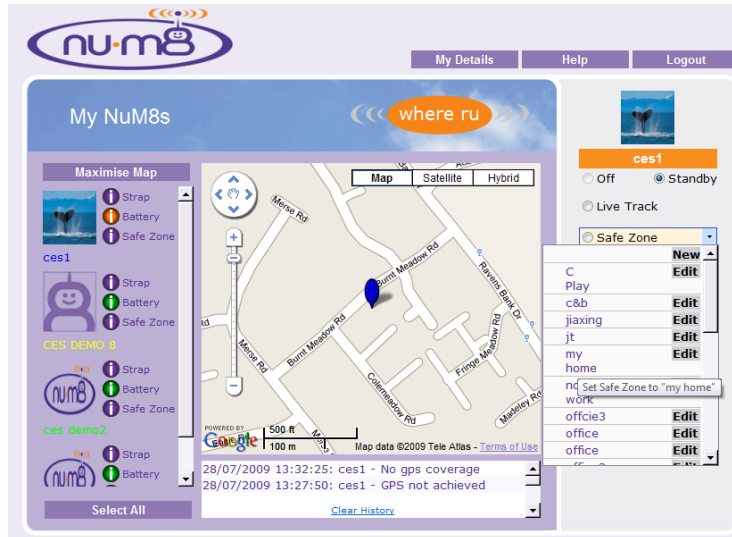 nu·m8
My Details Help Logout
My NuM8s
where ru
ces1
Off Standby
Live Track
Safe Zone
New
C Play Edit
c&b Edit
jiaxing Edit
jt Edit
my home Edit
work
Set Safe Zone to "my home"
offcie3 Edit
office Edit
office Edit
Maximise Map
Strap
Battery
Safe Zone
ces1
Strap
Battery
Safe Zone
CES DEMO 8
num8
Strap
Battery
Safe Zone
ces demo2
num8
Strap
Battery
Select All
Map Satellite Hybrid
Merse Rd
Burnt Meadow Rd
Ravens Bank Dr
Burnt Meadow Rd
Merse Rd
Colemeadow Rd
Fringe Meadow Rd
Madeley Rd
POWERED BY
Google
500 ft
100 m
Map data ©2009 Tele Atlas - Terms of Use
28/07/2009 13:32:25: ces1 - No gps coverage
28/07/2009 13:27:50: ces1 - GPS not achieved
Clear History